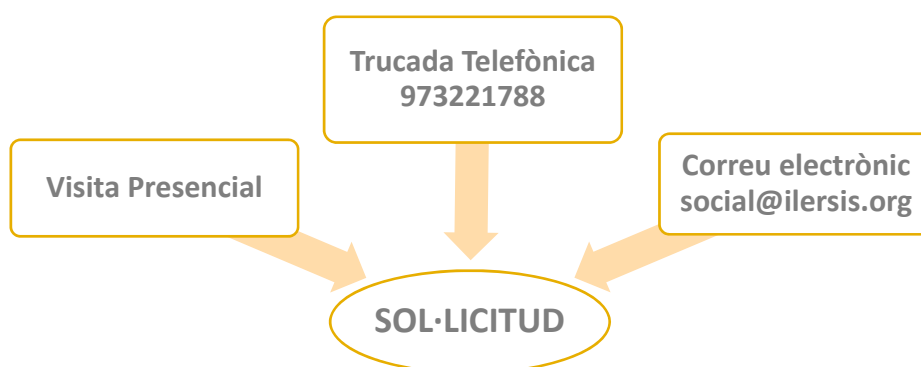 Trucada Telefònica
973221788
Visita Presencial
Correu electrònic
social@ilersis.org
SOL·LICITUD